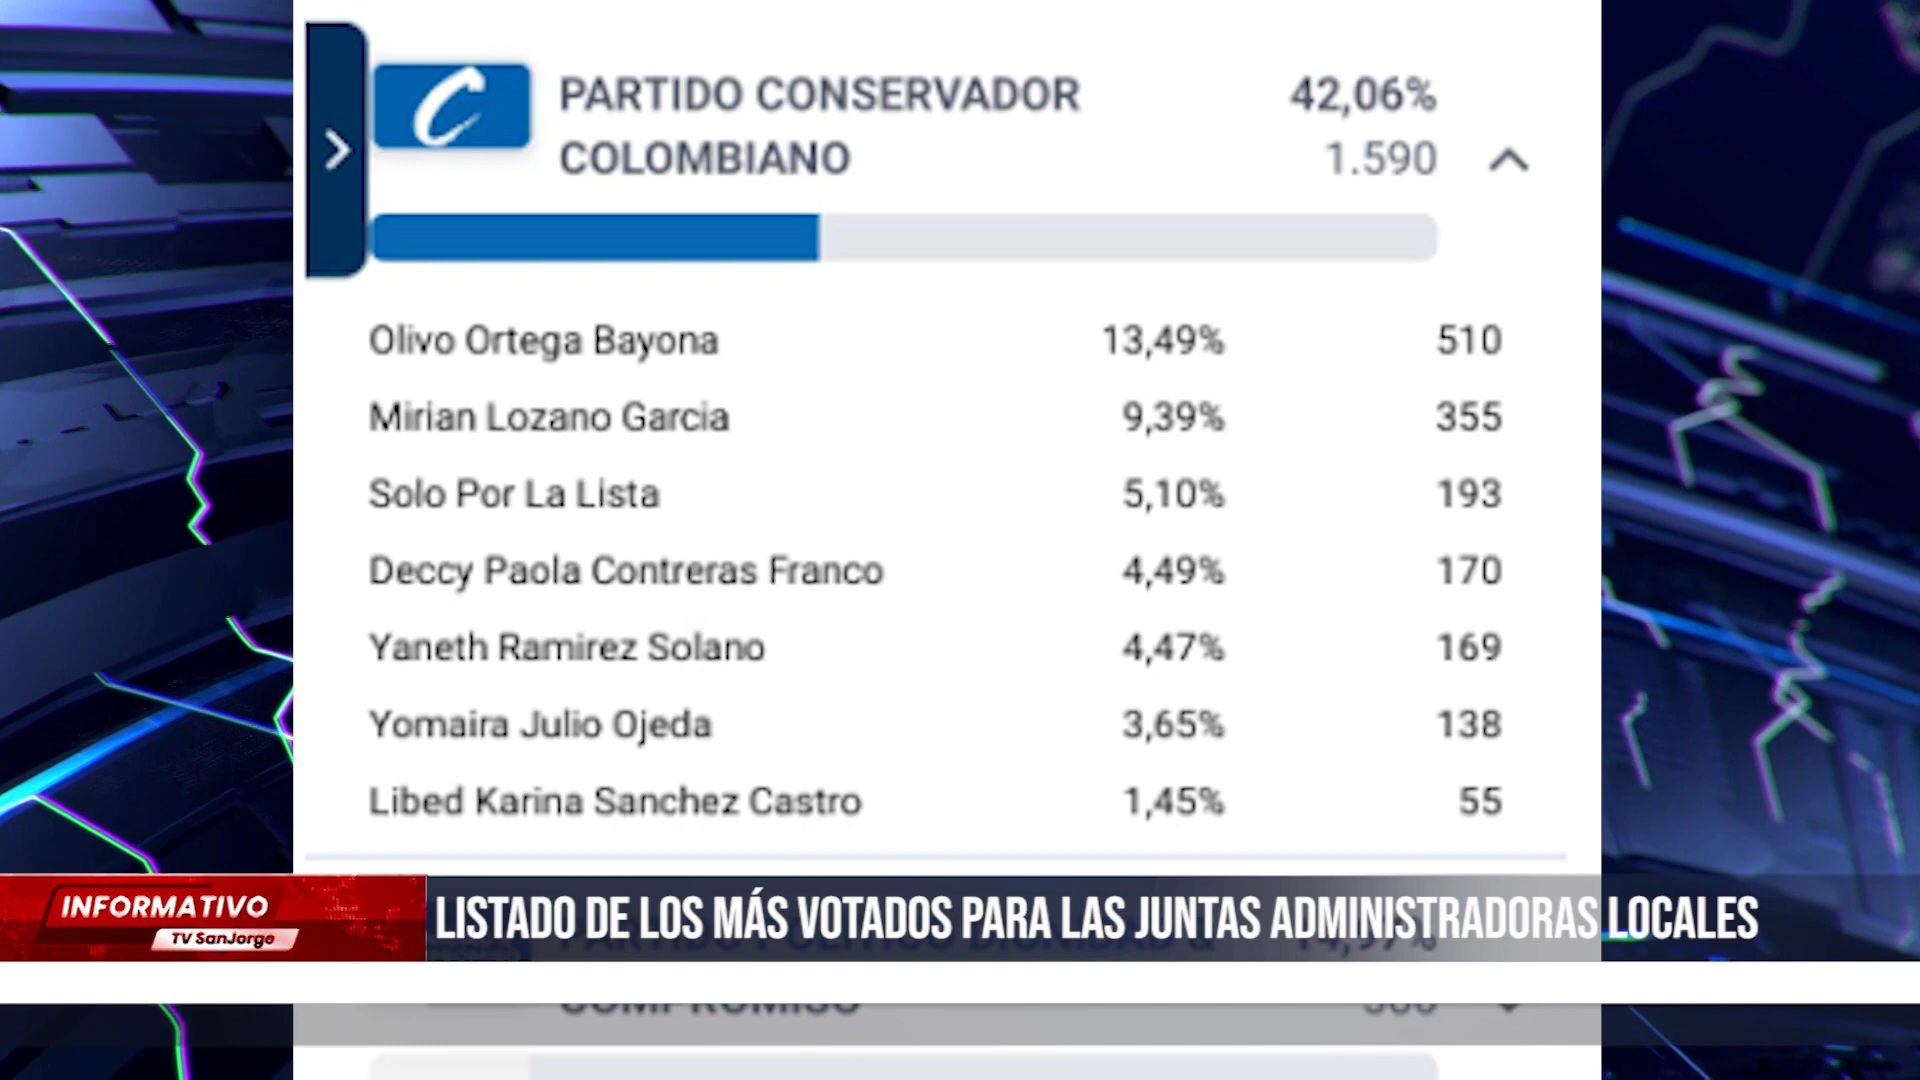 PARTIDO CONSERVADOR 42,06%
COLOMBIANO 1.590
Olivo Ortega Bayona 13,49% 510
Mirian Lozano Garcia 9,39% 355
Solo Por La Lista 5,10% 193
Deccy Paola Contreras Franco 4,49% 170
Yaneth Ramirez Solano 4,47% 169
Yomaira Julio Ojeda 3,65% 138
Libed Karina Sanchez Castro 1,45% 55
INFORMATIVO
TV SanJorge
LISTADO DE LOS MÁS VOTADOS PARA LAS JUNTAS ADMINISTRADORAS LOCALES
COMPROMISO